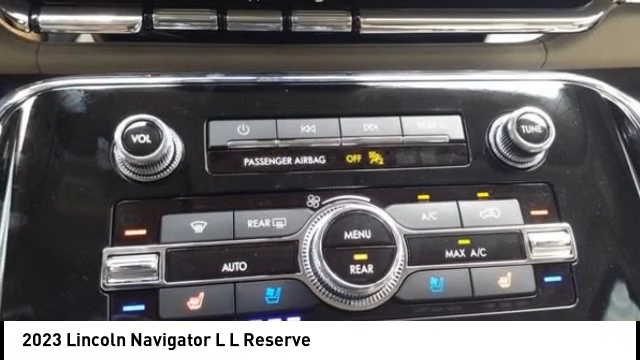 VOL
TUNE
PASSENGER AIRBAG OFF
REAR
A/C
MENU
AUTO
REAR
MAX A/C
2023 Lincoln Navigator L L Reserve